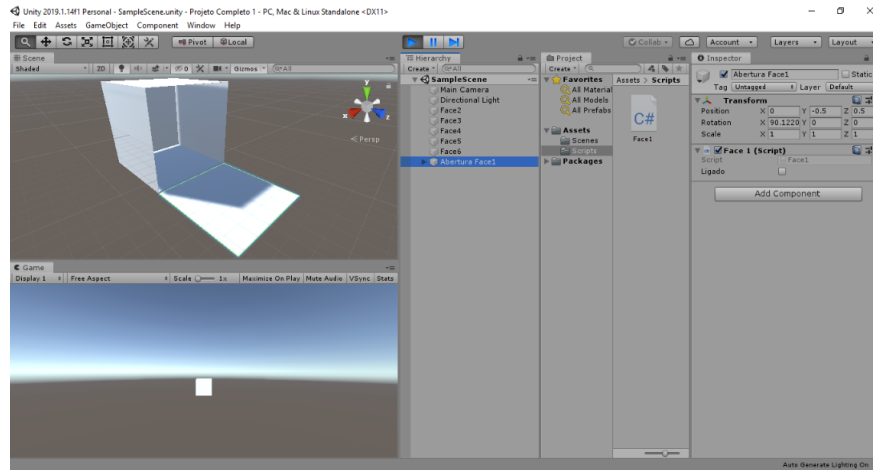 Unity 2019.1.14f1 Personal - SampleScene.unity - Projeto Completo 1 - PC, Mac & Linux Standalone <DX11>
File Edit Assets GameObject Component Window Help
Pivot Local Collab Account Layers Layout
Scene
Shaded 2D 0 Gizmos All
y
x z
Persp
Game
Display 1 Free Aspect Scale 1x Maximize On Play Mute Audio VSync Stats
Hierarchy
Create All
SampleScene
Main Camera
Directional Light
Face2
Face3
Face4
Face5
Face6
Abertura Face1
Project
Create
Favorites
All Material
All Models
All Prefabs
Assets
Scenes
Scripts
Packages
Assets > Scripts
C#
Face1
Inspector
Abertura Face1 Static
Tag Untagged Layer Default
Transform
Position X 0 Y -0.5 Z 0.5
Rotation X 90.1220 Y 0 Z 0
Scale X 1 Y 1 Z 1
Face 1 (Script)
Script Face1
Ligado
Add Component
Auto Generate Lighting On